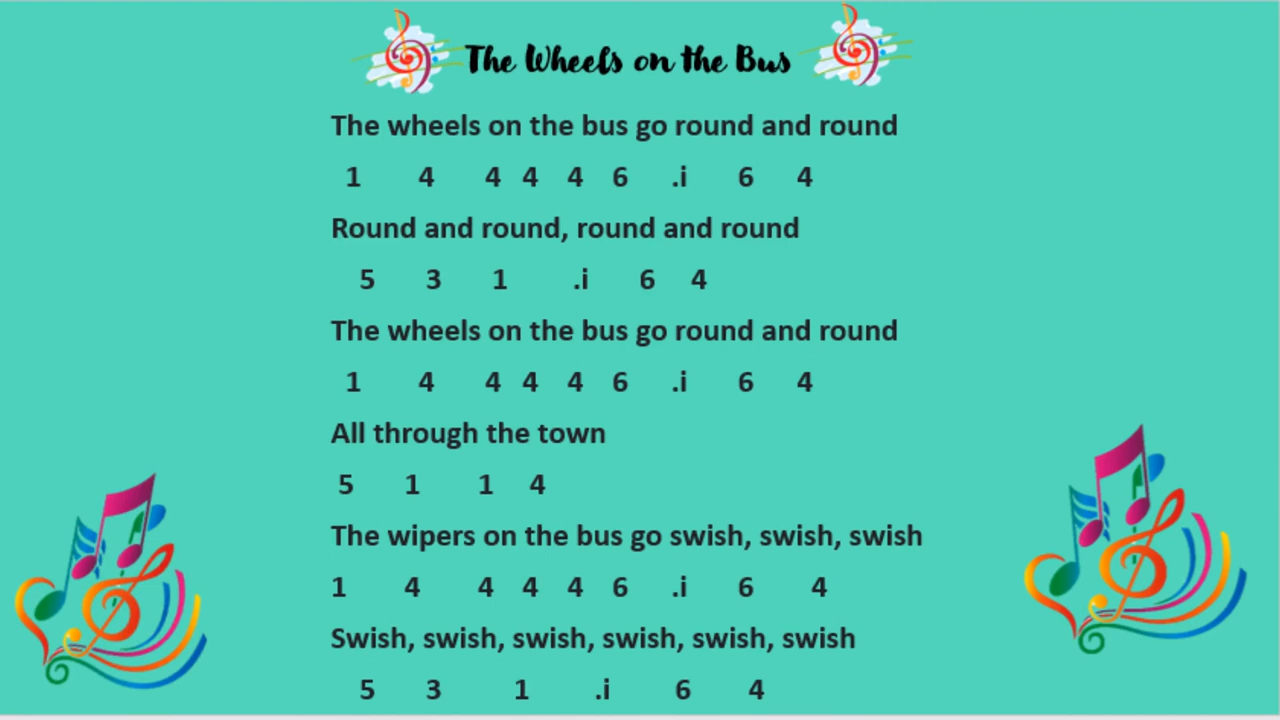 The Wheels on the Bus
The wheels on the bus go round and round
1 4 4 4 4 6 .i 6 4
Round and round, round and round
5 3 1 .i 6 4
The wheels on the bus go round and round
1 4 4 4 4 6 .i 6 4
All through the town
5 1 1 4
The wipers on the bus go swish, swish, swish
1 4 4 4 4 6 .i 6 4
Swish, swish, swish, swish, swish, swish
5 3 1 .i 6 4